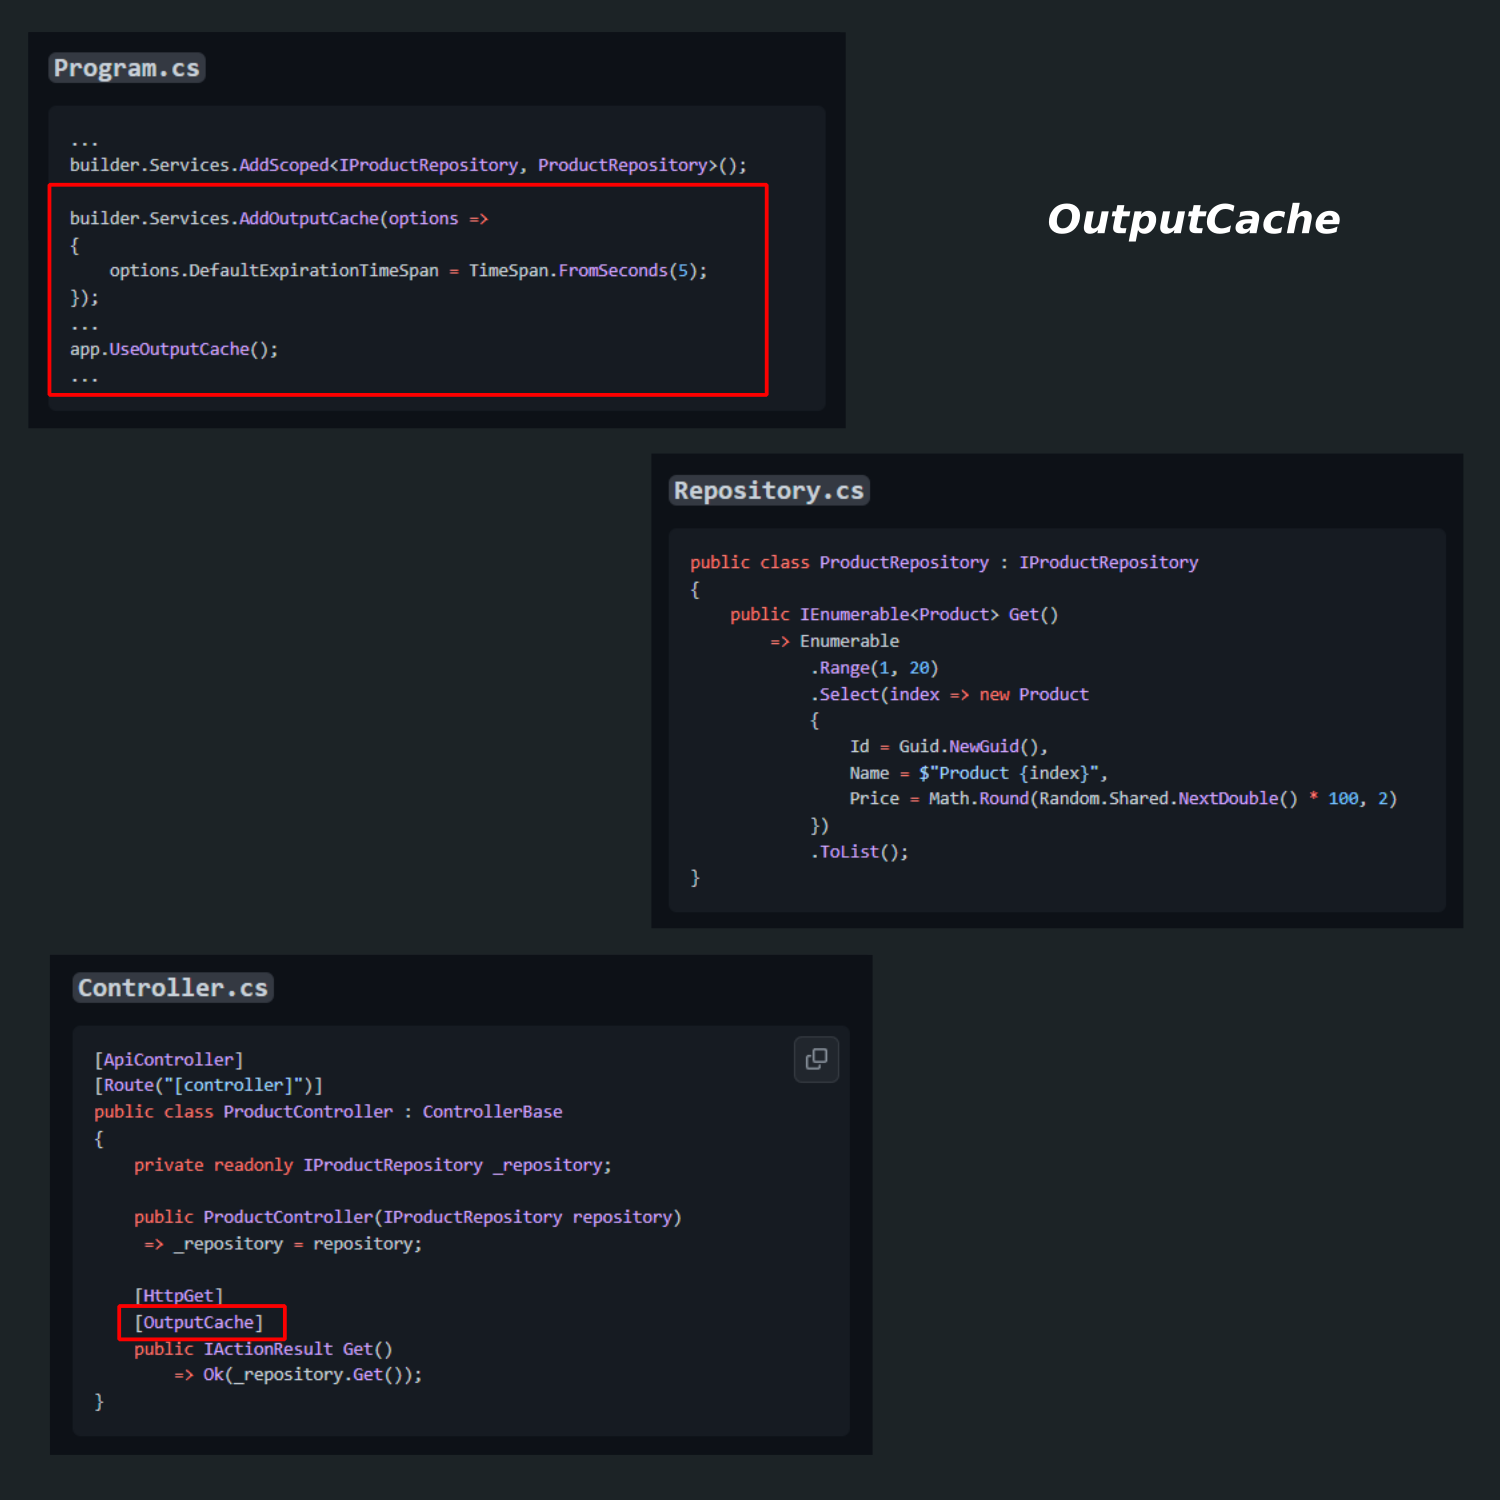 Program.cs
...
builder.Services.AddScoped<IProductRepository, ProductRepository>();
builder.Services.AddOutputCache(options =>
{
    options.DefaultExpirationTimeSpan = TimeSpan.FromSeconds(5);
});
...
app.UseOutputCache();
...
OutputCache
Repository.cs
public class ProductRepository : IProductRepository
{
    public IEnumerable<Product> Get()
        => Enumerable
            .Range(1, 20)
            .Select(index => new Product
            {
                Id = Guid.NewGuid(),
                Name = $"Product {index}",
                Price = Math.Round(Random.Shared.NextDouble() * 100, 2)
            })
            .ToList();
}
Controller.cs
[ApiController]
[Route("[controller]")]
public class ProductController : ControllerBase
{
    private readonly IProductRepository _repository;
    public ProductController(IProductRepository repository)
     => _repository = repository;
    [HttpGet]
    [OutputCache]
    public IActionResult Get()
        => Ok(_repository.Get());
}